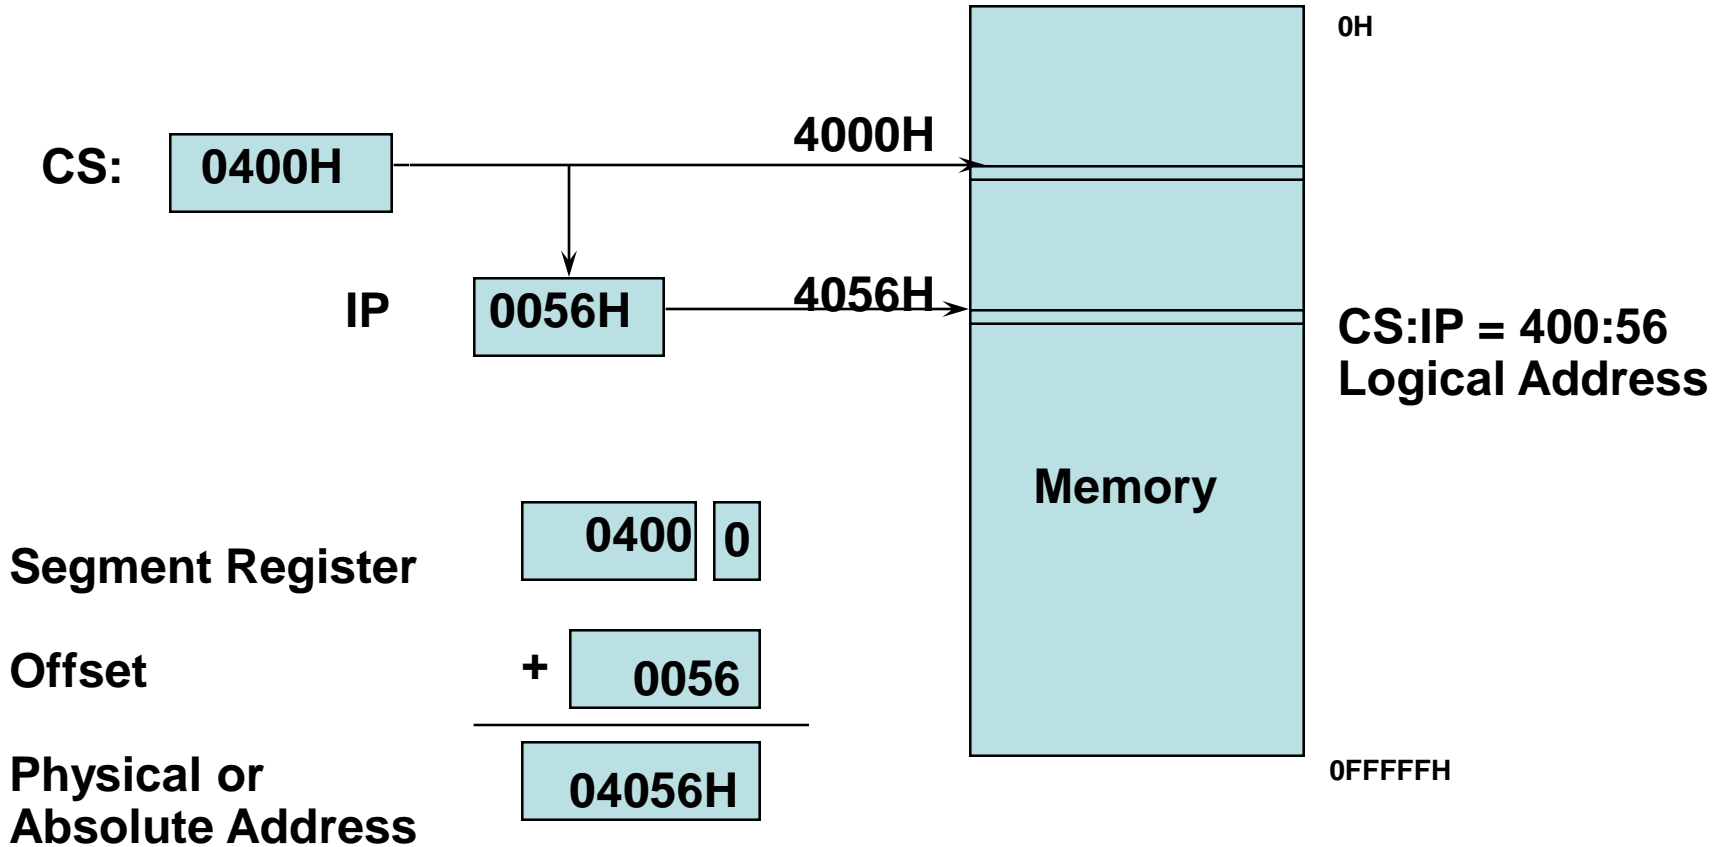 0H
4000H
CS: 0400H
IP 0056H
4056H
CS:IP = 400:56
Logical Address
Memory
Segment Register 0400 0
Offset + 0056
Physical or
Absolute Address 04056H
0FFFFFH